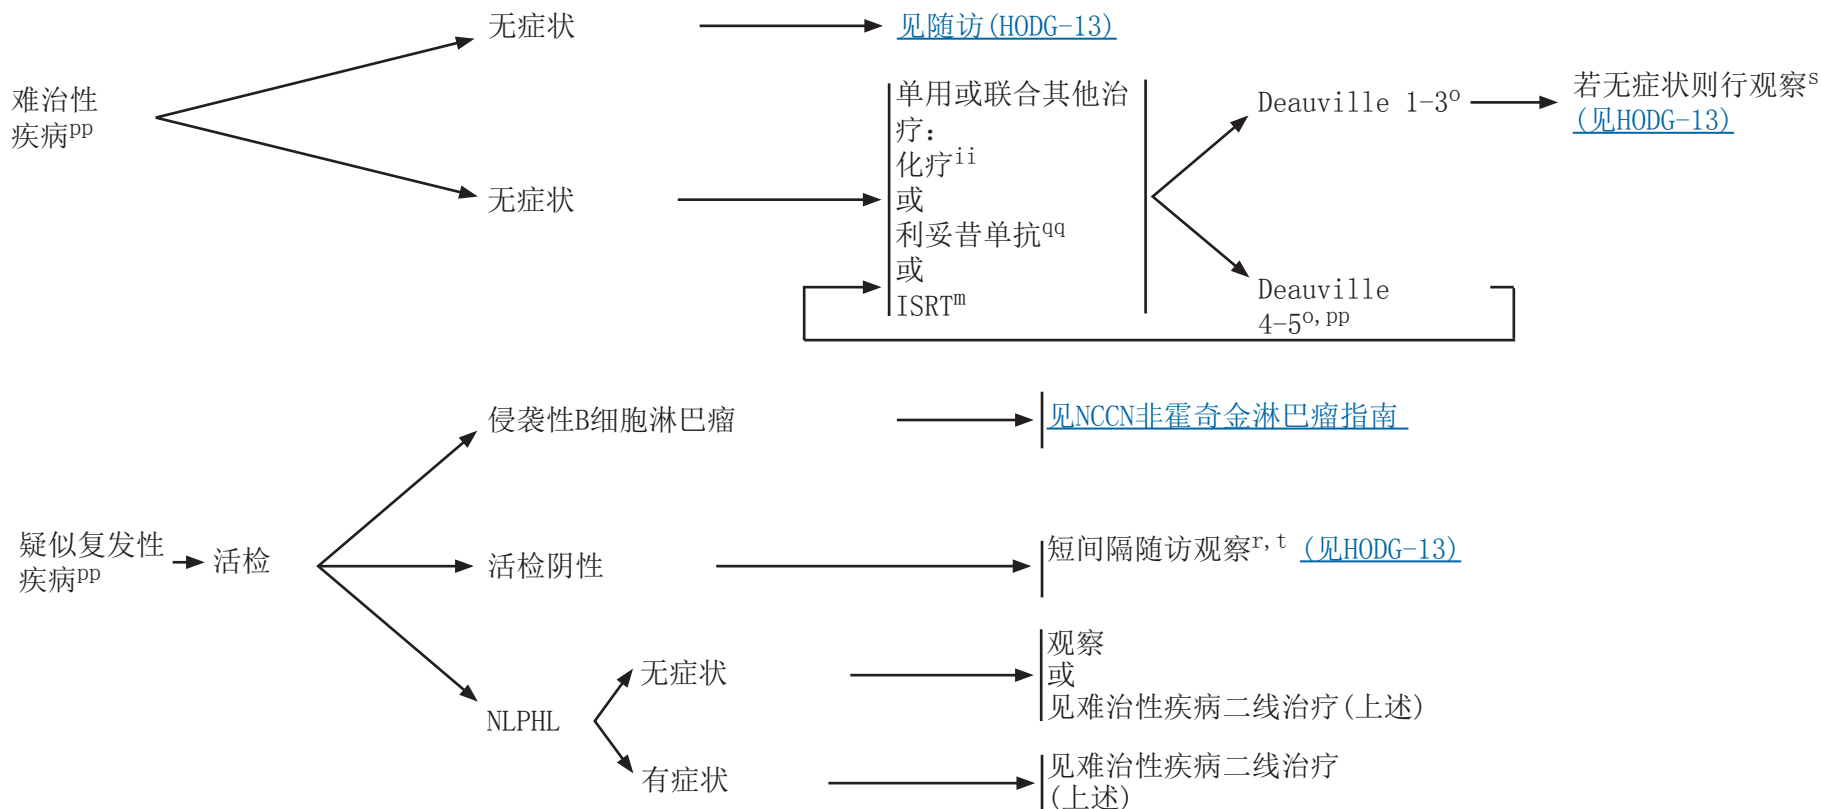 难治性
疾病pp
无症状
见随访(HODG-13)
无症状
单用或联合其他治
疗：
化疗ii
或
利妥昔单抗qq
或
ISRTm
Deauville 1-3o
若无症状则行观察s
(见HODG-13)
Deauville
4-5o,pp
疑似复发性
疾病pp
活检
侵袭性B细胞淋巴瘤
见NCCN非霍奇金淋巴瘤指南
活检阴性
短间隔随访观察r,t (见HODG-13)
NLPHL
无症状
观察
或
见难治性疾病二线治疗(上述)
有症状
见难治性疾病二线治疗
(上述)